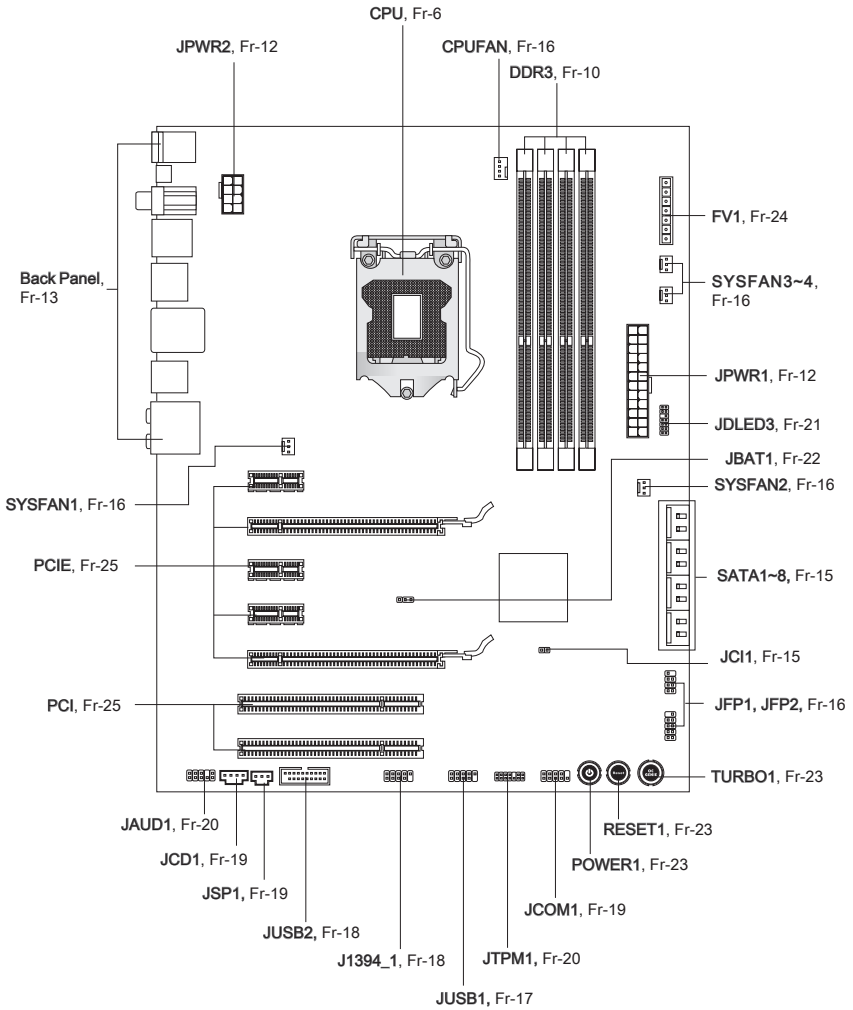 CPU, Fr-6
JPWR2, Fr-12
CPUFAN, Fr-16
DDR3, Fr-10
FV1, Fr-24
Back Panel,
Fr-13
SYSFAN3~4,
Fr-16
JPWR1, Fr-12
JDLED3, Fr-21
JBAT1, Fr-22
SYSFAN2, Fr-16
SYSFAN1, Fr-16
PCIE, Fr-25
SATA1~8, Fr-15
JCI1, Fr-15
PCI, Fr-25
JFP1, JFP2, Fr-16
Reset
OC
GENIE
TURBO1, Fr-23
JAUD1, Fr-20
RESET1, Fr-23
JCD1, Fr-19
POWER1, Fr-23
JSP1, Fr-19
JCOM1, Fr-19
JUSB2, Fr-18
J1394_1, Fr-18
JTPM1, Fr-20
JUSB1, Fr-17